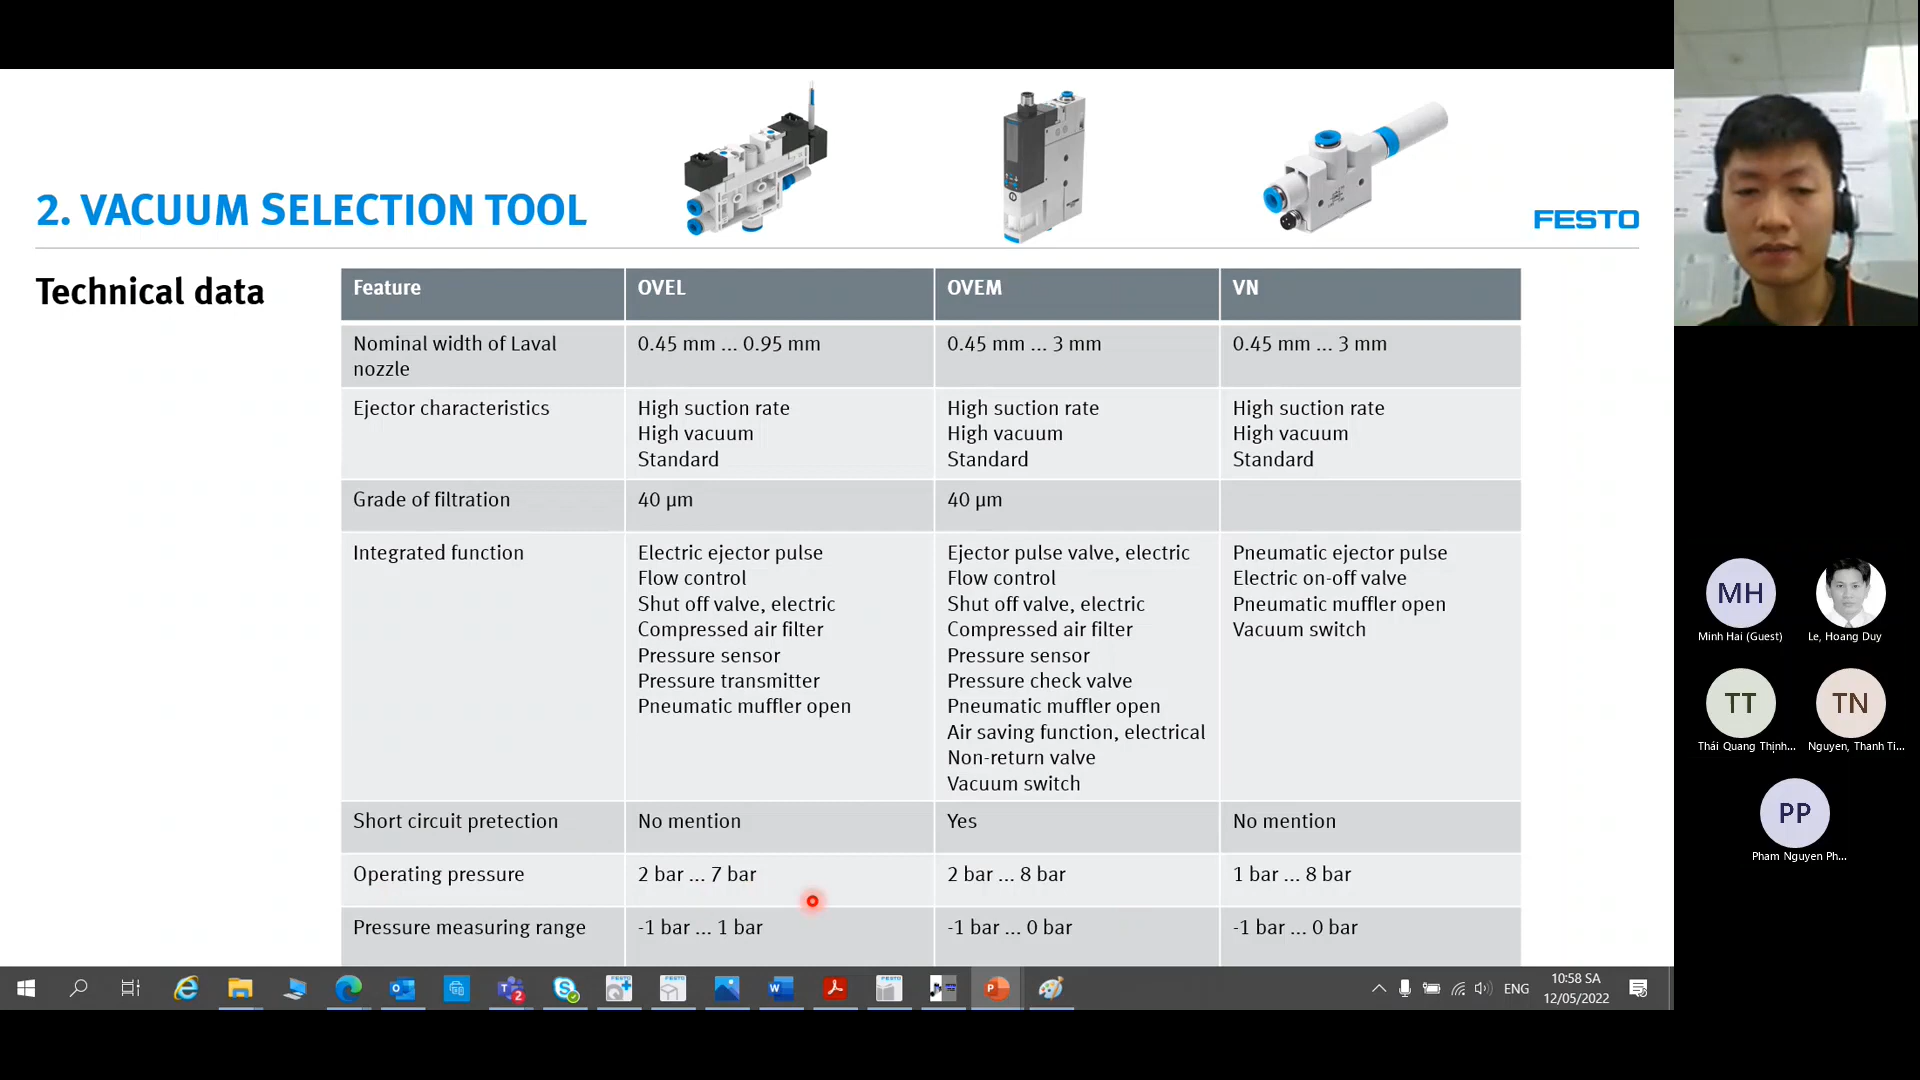 2. VACUUM SELECTION TOOL
FESTO
Technical data
Feature OVEL OVEM VN
Nominal width of Laval 0.45 mm ... 0.95 mm 0.45 mm ... 3 mm 0.45 mm ... 3 mm
nozzle
Ejector characteristics High suction rate High suction rate High suction rate
High vacuum High vacuum High vacuum
Standard Standard Standard
Grade of filtration 40 µm 40 µm
Integrated function Electric ejector pulse Ejector pulse valve, electric Pneumatic ejector pulse
Flow control Flow control Electric on-off valve
Shut off valve, electric Shut off valve, electric Pneumatic muffler open
Compressed air filter Compressed air filter Vacuum switch
Pressure sensor Pressure sensor
Pressure transmitter Pressure check valve
Pneumatic muffler open Pneumatic muffler open
Air saving function, electrical
Non-return valve
Vacuum switch
Short circuit pretection No mention Yes No mention
Operating pressure 2 bar ... 7 bar 2 bar ... 8 bar 1 bar ... 8 bar
Pressure measuring range -1 bar ... 1 bar -1 bar ... 0 bar -1 bar ... 0 bar
MH
Minh Hai (Guest) Le, Hoang Duy
TT TN
Thái Quang Thịnh... Nguyen, Thanh Ti...
PP
Pham Nguyen Ph...
ENG
10:58 SA
12/05/2022